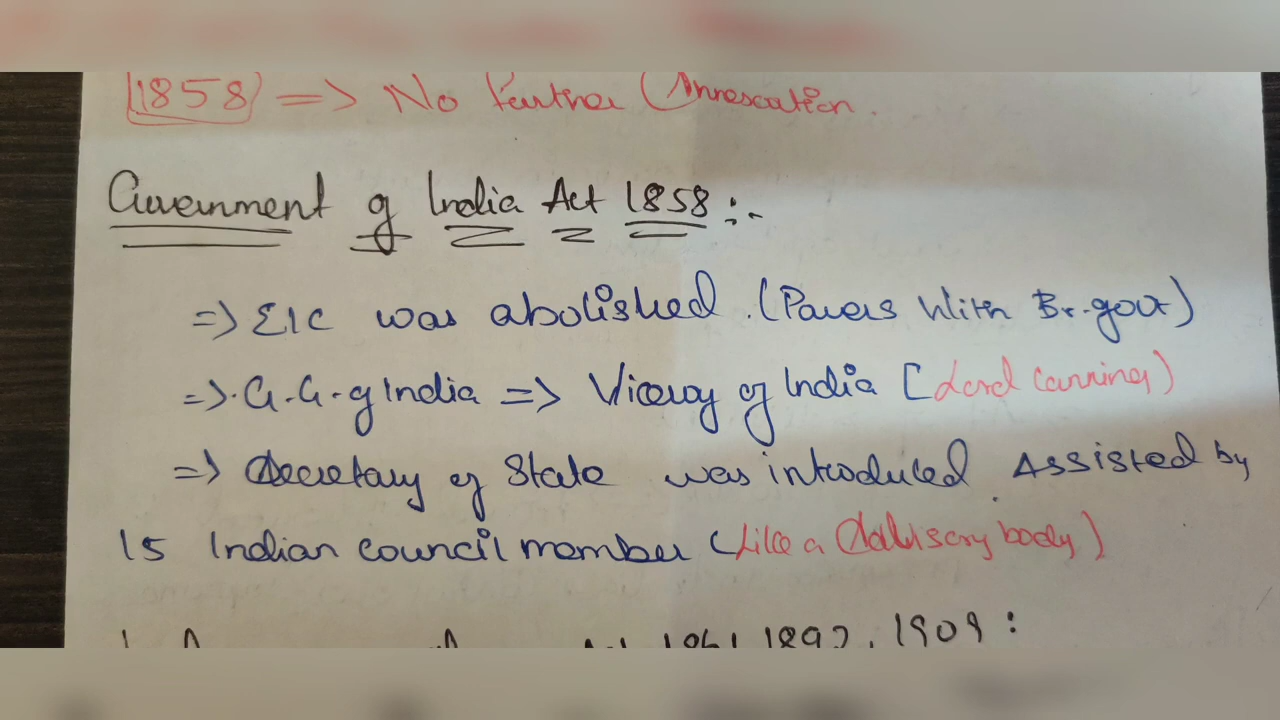 1858 => No Further Annexation.
Government of India Act 1858 :-
=> EIC was abolished. (Powers With Br. govt)
=> G.G. of India => Viceroy of India [Lord Canning)
=> Secretary of State was introduced. Assisted by
15 Indian council member (Like a Advisory body)
1892, 1909 :